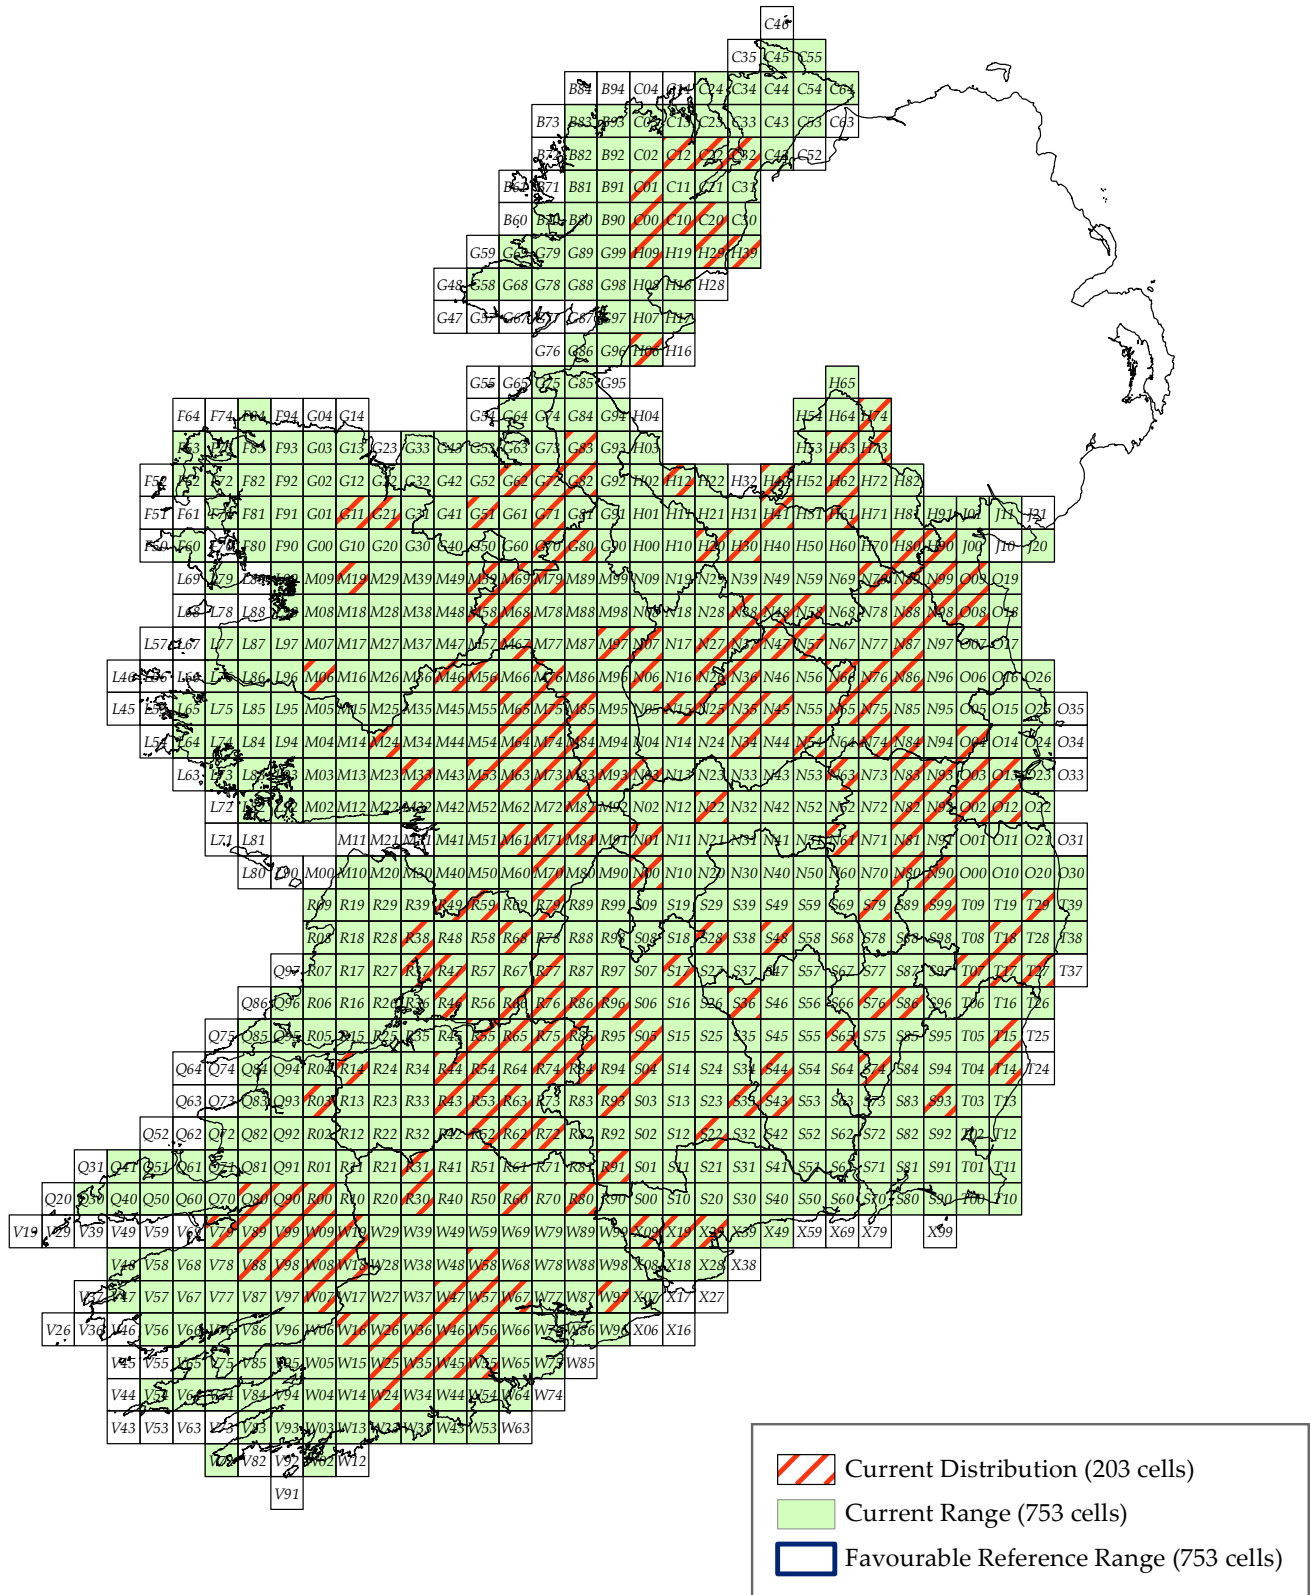 C46
C35 C45 C55
B84 B94 C04 C14 C24 C34 C44 C54 C64
B73 B83 B93 C03 C13 C23 C33 C43 C53 C63
B72 B82 B92 C02 C12 C22 C32 C42 C52
B61 B71 B81 B91 C01 C11 C21 C31
B60 B70 B80 B90 C00 C10 C20 C30
G59 G69 G79 G89 G99 H09 H19 H29 H39
G48 G58 G68 G78 G88 G98 H08 H18 H28
G47 G57 G67 G77 G87 G97 H07 H17
G76 G86 G96 H06 H16
G55 G65 G75 G85 G95 H65
F64 F74 F84 F94 G04 G14 G54 G64 G74 G84 G94 H04 H54 H64 H74
F63 F73 F83 F93 G03 G13 G23 G33 G43 G53 G63 G73 G83 G93 H03 H53 H63 H73
F52 F62 F72 F82 F92 G02 G12 G22 G32 G42 G52 G62 G72 G82 G92 H02 H12 H22 H32 H42 H52 H62 H72 H82
F51 F61 F71 F81 F91 G01 G11 G21 G31 G41 G51 G61 G71 G81 G91 H01 H11 H21 H31 H41 H51 H61 H71 H81 H91 J01 J11 J21
F50 F60 F70 F80 F90 G00 G10 G20 G30 G40 G50 G60 G70 G80 G90 H00 H10 H20 H30 H40 H50 H60 H70 H80 H90 J00 J10 J20
L69 L79 L89 L99 M09 M19 M29 M39 M49 M59 M69 M79 M89 M99 N09 N19 N29 N39 N49 N59 N69 N79 N89 N99 O09 O19
L68 L78 L88 L98 M08 M18 M28 M38 M48 M58 M68 M78 M88 M98 N08 N18 N28 N38 N48 N58 N68 N78 N88 N98 O08 O18
L57 L67 L77 L87 L97 M07 M17 M27 M37 M47 M57 M67 M77 M87 M97 N07 N17 N27 N37 N47 N57 N67 N77 N87 N97 O07 O17
L46 L56 L66 L76 L86 L96 M06 M16 M26 M36 M46 M56 M66 M76 M86 M96 N06 N16 N26 N36 N46 N56 N66 N76 N86 N96 O06 O16 O26
L45 L55 L65 L75 L85 L95 M05 M15 M25 M35 M45 M55 M65 M75 M85 M95 N05 N15 N25 N35 N45 N55 N65 N75 N85 N95 O05 O15 O25 O35
L54 L64 L74 L84 L94 M04 M14 M24 M34 M44 M54 M64 M74 M84 M94 N04 N14 N24 N34 N44 N54 N64 N74 N84 N94 O04 O14 O24 O34
L63 L73 L83 L93 M03 M13 M23 M33 M43 M53 M63 M73 M83 M93 N03 N13 N23 N33 N43 N53 N63 N73 N83 N93 O03 O13 O23 O33
L72 L82 L92 M02 M12 M22 M32 M42 M52 M62 M72 M82 M92 N02 N12 N22 N32 N42 N52 N62 N72 N82 N92 O02 O12 O22
L71 L81 M11 M21 M31 M41 M51 M61 M71 M81 M91 N01 N11 N21 N31 N41 N51 N61 N71 N81 N91 O01 O11 O21 O31
L80 L90 M00 M10 M20 M30 M40 M50 M60 M70 M80 M90 N00 N10 N20 N30 N40 N50 N60 N70 N80 N90 O00 O10 O20 O30
R09 R19 R29 R39 R49 R59 R69 R79 R89 R99 S09 S19 S29 S39 S49 S59 S69 S79 S89 S99 T09 T19 T29 T39
R08 R18 R28 R38 R48 R58 R68 R78 R88 R98 S08 S18 S28 S38 S48 S58 S68 S78 S88 S98 T08 T18 T28 T38
Q97 R07 R17 R27 R37 R47 R57 R67 R77 R87 R97 S07 S17 S27 S37 S47 S57 S67 S77 S87 S97 T07 T17 T27 T37
Q86 Q96 R06 R16 R26 R36 R46 R56 R66 R76 R86 R96 S06 S16 S26 S36 S46 S56 S66 S76 S86 S96 T06 T16 T26
Q75 Q85 Q95 R05 R15 R25 R35 R45 R55 R65 R75 R85 R95 S05 S15 S25 S35 S45 S55 S65 S75 S85 S95 T05 T15 T25
Q64 Q74 Q84 Q94 R04 R14 R24 R34 R44 R54 R64 R74 R84 R94 S04 S14 S24 S34 S44 S54 S64 S74 S84 S94 T04 T14 T24
Q63 Q73 Q83 Q93 R03 R13 R23 R33 R43 R53 R63 R73 R83 R93 S03 S13 S23 S33 S43 S53 S63 S73 S83 S93 T03 T13
Q52 Q62 Q72 Q82 Q92 R02 R12 R22 R32 R42 R52 R62 R72 R82 R92 S02 S12 S22 S32 S42 S52 S62 S72 S82 S92 T02 T12
Q31 Q41 Q51 Q61 Q71 Q81 Q91 R01 R11 R21 R31 R41 R51 R61 R71 R81 R91 S01 S11 S21 S31 S41 S51 S61 S71 S81 S91 T01 T11
Q20 Q30 Q40 Q50 Q60 Q70 Q80 Q90 R00 R10 R20 R30 R40 R50 R60 R70 R80 R90 S00 S10 S20 S30 S40 S50 S60 S70 S80 S90 T00 T10
V19 V29 V39 V49 V59 V69 V79 V89 V99 W09 W19 W29 W39 W49 W59 W69 W79 W89 W99 X09 X19 X29 X39 X49 X59 X69 X79 X99
V48 V58 V68 V78 V88 V98 W08 W18 W28 W38 W48 W58 W68 W78 W88 W98 X08 X18 X28 X38
V37 V47 V57 V67 V77 V87 V97 W07 W17 W27 W37 W47 W57 W67 W77 W87 W97 X07 X17 X27
V26 V36 V46 V56 V66 V76 V86 V96 W06 W16 W26 W36 W46 W56 W66 W76 W86 W96 X06 X16
V45 V55 V65 V75 V85 V95 W05 W15 W25 W35 W45 W55 W65 W75 W85
V44 V54 V64 V74 V84 V94 W04 W14 W24 W34 W44 W54 W64 W74
V43 V53 V63 V73 V83 V93 W03 W13 W23 W33 W43 W53 W63
V72 V82 V92 W02 W12
V91
Current Distribution (203 cells)
Current Range (753 cells)
Favourable Reference Range (753 cells)